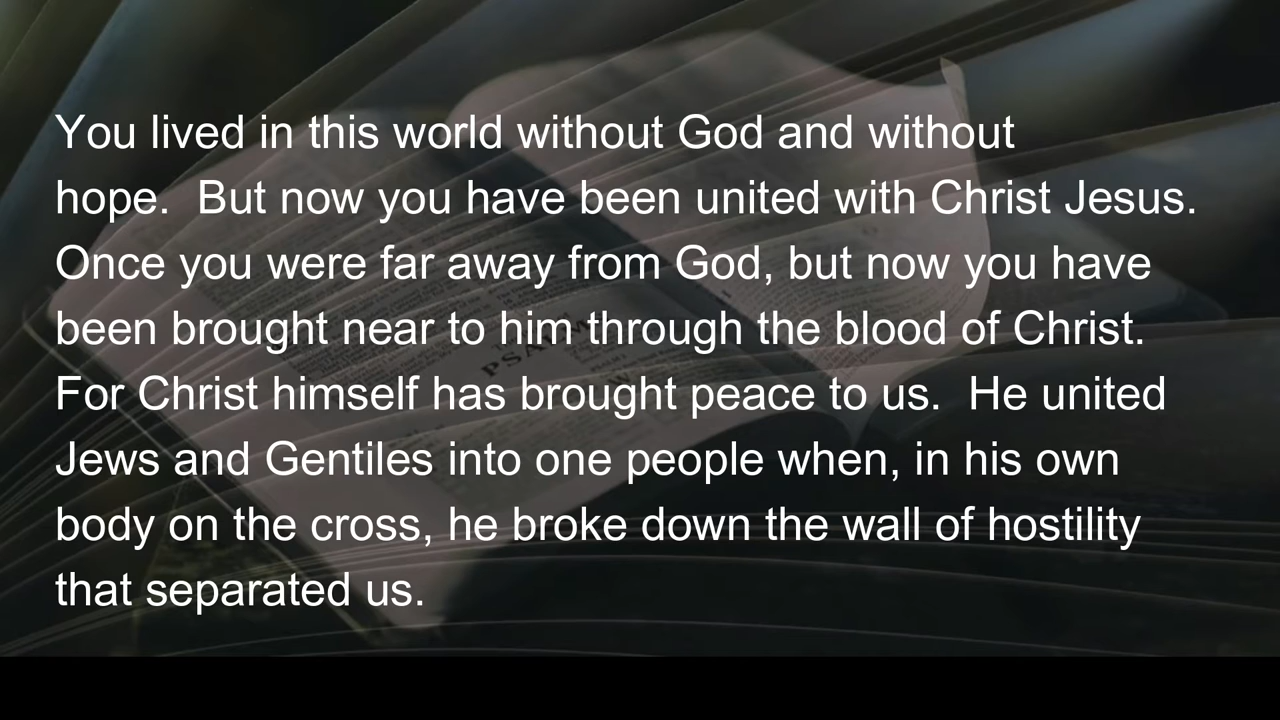 You lived in this world without God and without
hope.  But now you have been united with Christ Jesus.
Once you were far away from God, but now you have
been brought near to him through the blood of Christ.
For Christ himself has brought peace to us.  He united
Jews and Gentiles into one people when, in his own
body on the cross, he broke down the wall of hostility
that separated us.
PSALMS